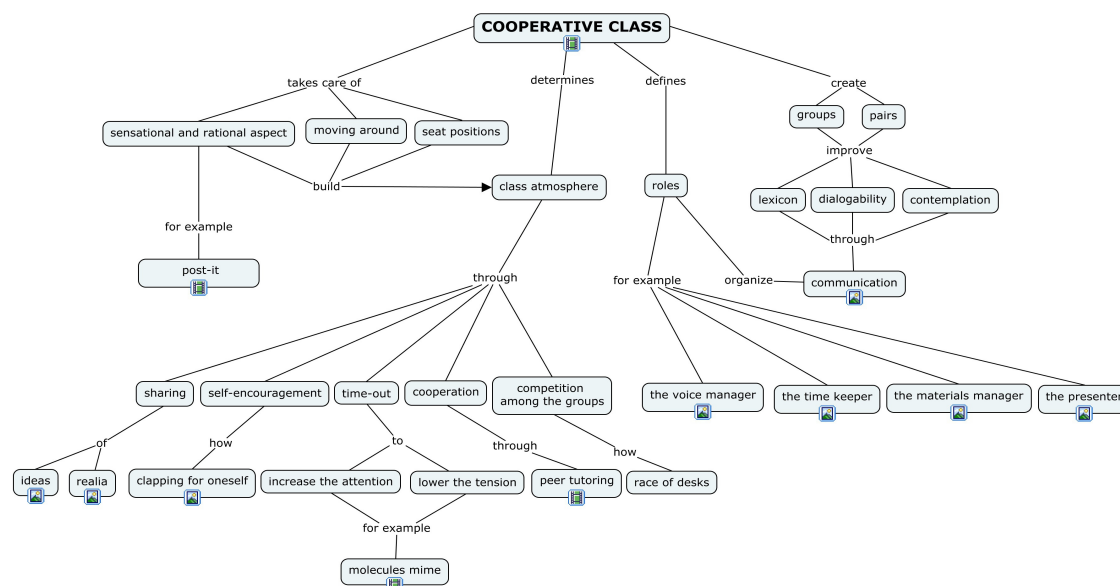 COOPERATIVE CLASS
takes care of
determines
defines
create
sensational and rational aspect
moving around
seat positions
groups
pairs
improve
build
class atmosphere
roles
lexicon
dialogability
contemplation
for example
through
post-it
through
for example
organize
communication
sharing
self-encouragement
time-out
cooperation
competition
among the groups
the voice manager
the time keeper
the materials manager
the presenter
of
how
to
through
how
ideas
realia
clapping for oneself
increase the attention
lower the tension
peer tutoring
race of desks
for example
molecules mime